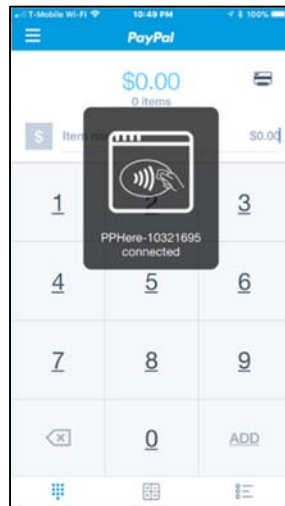 T-Mobile Wi-Fi 10:49 PM 100%
PayPal
$0.00
0 items
$ Item $0.00
PPHere-10321695
connected
1 3
4 5 6
7 8 9
0 ADD